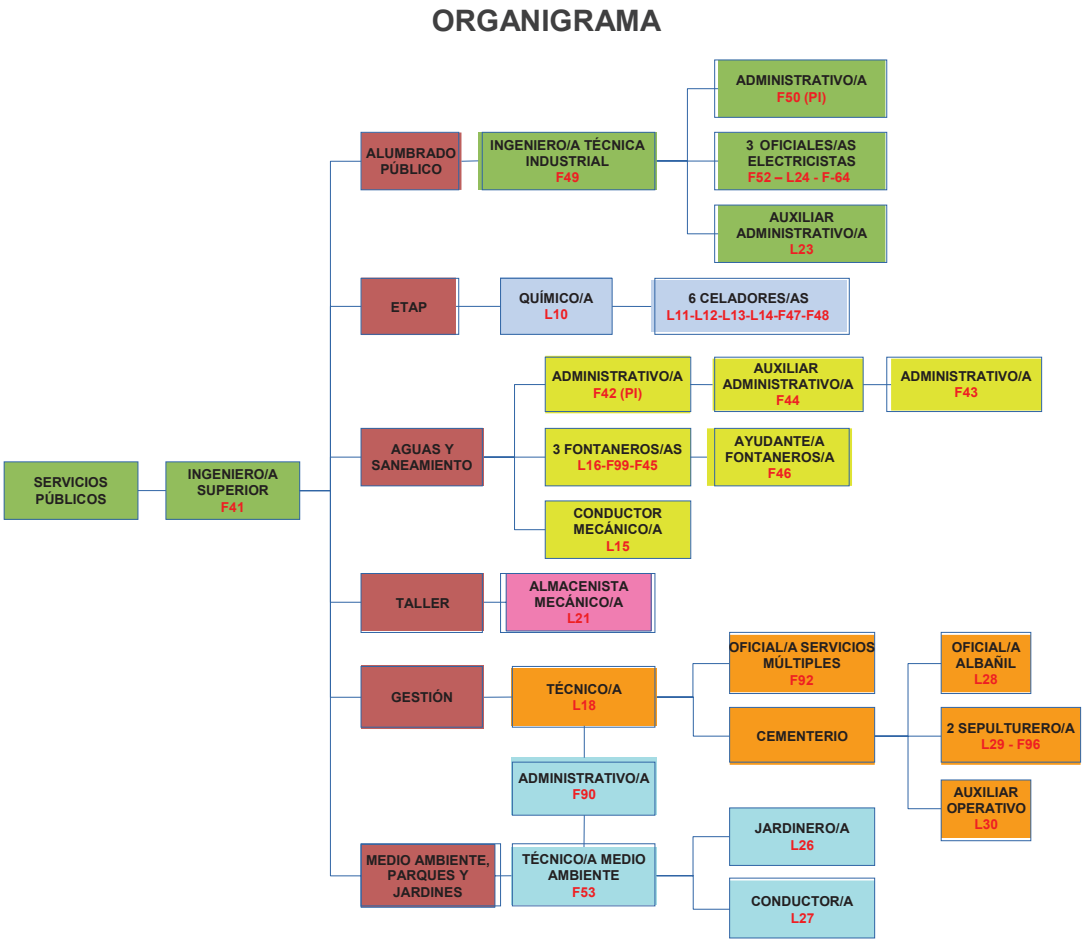 ORGANIGRAMA
SERVICIOS
PÚBLICOS
INGENIERO/A
SUPERIOR
F41
ALUMBRADO
PÚBLICO
INGENIERO/A TÉCNICA
INDUSTRIAL
F49
ADMINISTRATIVO/A
F50 (PI)
3 OFICIALES/AS
ELECTRICISTAS
F52 – L24 - F-64
AUXILIAR
ADMINISTRATIVO/A
L23
ETAP
QUÍMICO/A
L10
6 CELADORES/AS
L11-L12-L13-L14-F47-F48
AGUAS Y
SANEAMIENTO
ADMINISTRATIVO/A
F42 (PI)
AUXILIAR
ADMINISTRATIVO/A
F44
ADMINISTRATIVO/A
F43
3 FONTANEROS/AS
L16-F99-F45
AYUDANTE/A
FONTANEROS/A
F46
CONDUCTOR
MECÁNICO/A
L15
TALLER
ALMACENISTA
MECÁNICO/A
L21
GESTIÓN
TÉCNICO/A
L18
OFICIAL/A SERVICIOS
MÚLTIPLES
F92
CEMENTERIO
OFICIAL/A
ALBAÑIL
L28
2 SEPULTURERO/A
L29 - F96
AUXILIAR
OPERATIVO
L30
ADMINISTRATIVO/A
F90
MEDIO AMBIENTE,
PARQUES Y
JARDINES
TÉCNICO/A MEDIO
AMBIENTE
F53
JARDINERO/A
L26
CONDUCTOR/A
L27